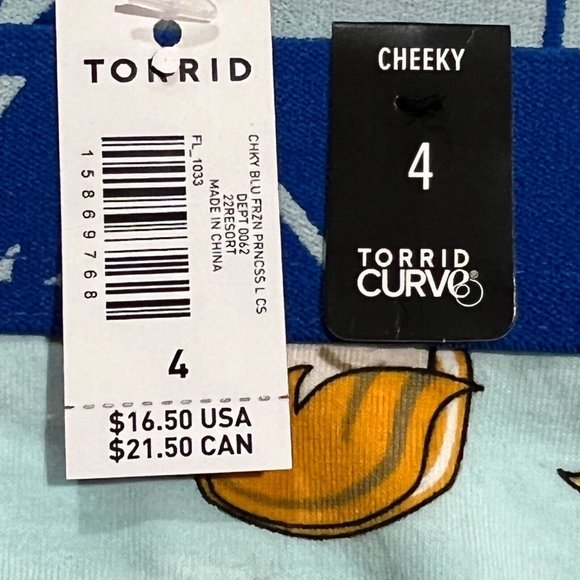 TORRID
15869768
FL_1033
CHKY BLU FRZN PRNCSS L CS
DEPT 0062
22RESORT
MADE IN CHINA
4
$16.50 USA
$21.50 CAN
CHEEKY
4
TORRID
CURVE